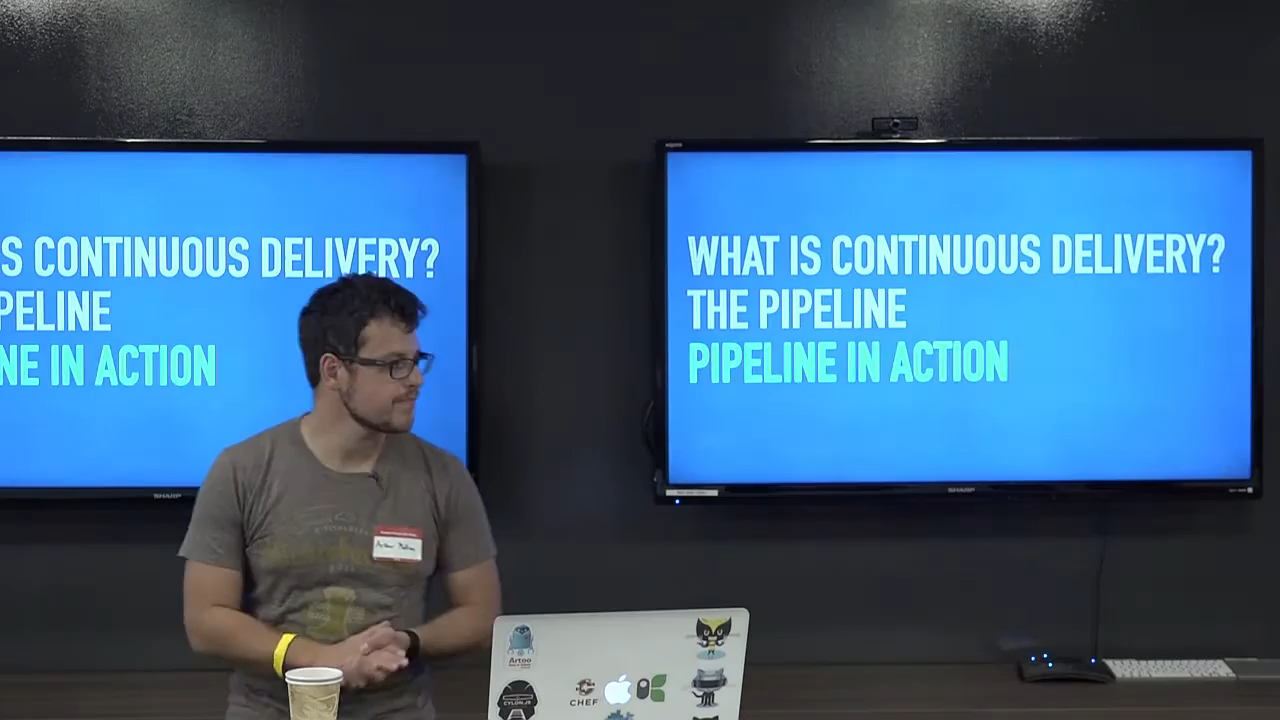 S CONTINUOUS DELIVERY?
PELINE
NE IN ACTION
SHARP
WHAT IS CONTINUOUS DELIVERY?
THE PIPELINE
PIPELINE IN ACTION
SHARP
Artoo
CYLON.JS
CHEF